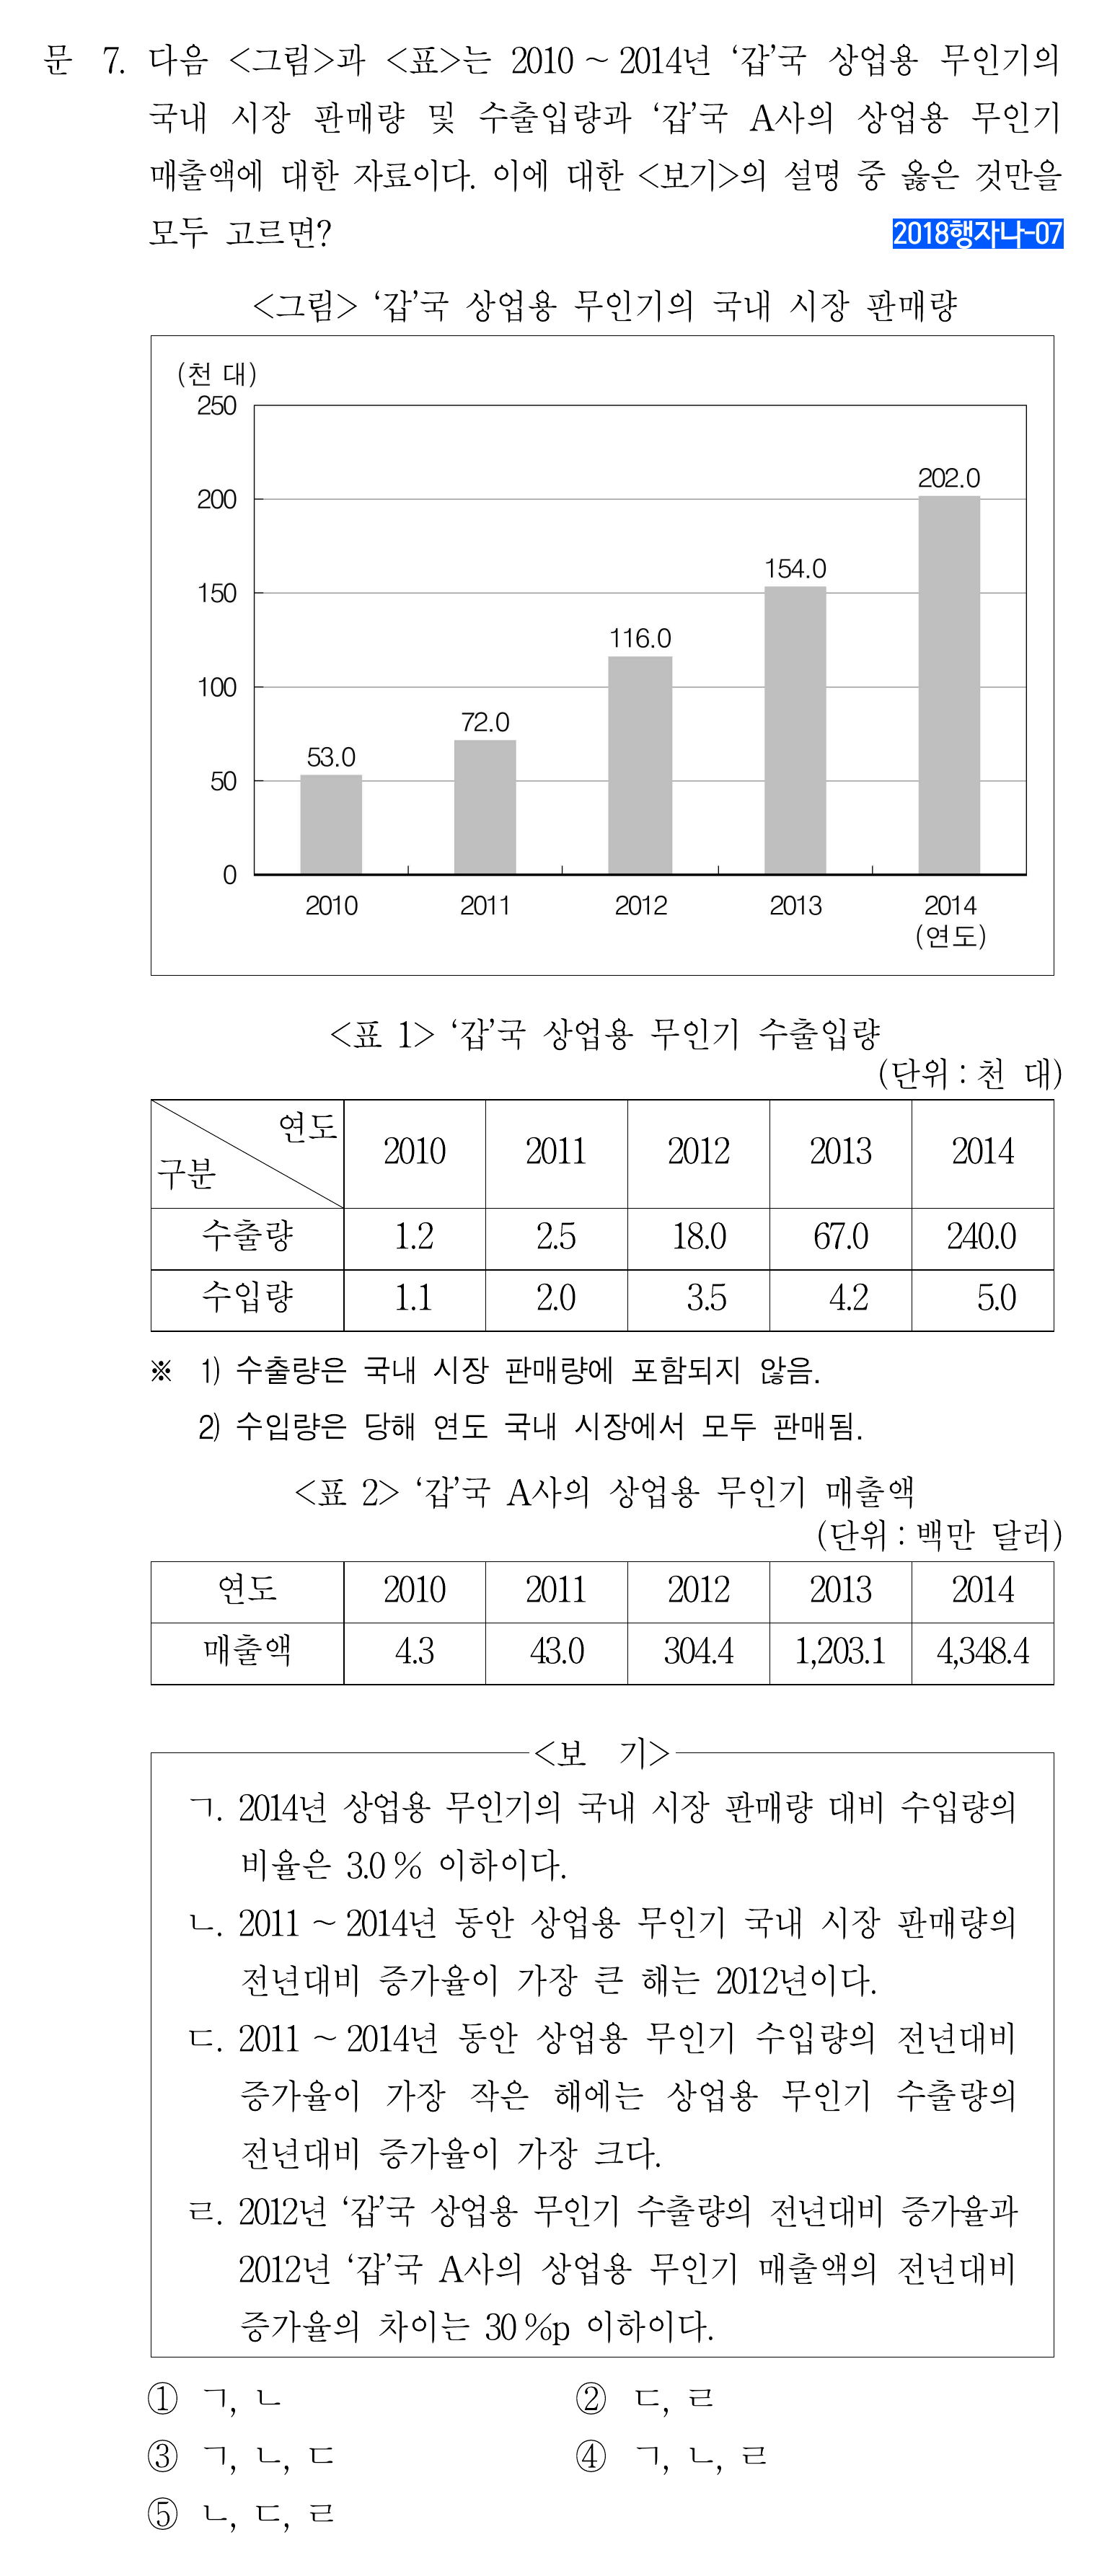 문 7. 다음 <그림>과 <표>는 2010 ~ 2014년 ‘갑’국 상업용 무인기의
국내 시장 판매량 및 수출입량과 ‘갑’국 A사의 상업용 무인기
매출액에 대한 자료이다. 이에 대한 <보기>의 설명 중 옳은 것만을
모두 고르면?
2018행자나-07
<그림> ‘갑’국 상업용 무인기의 국내 시장 판매량
(천 대)
250
200
150
100
50
0
53.0
72.0
116.0
154.0
202.0
2010 2011 2012 2013 2014
(연도)
<표 1> ‘갑’국 상업용 무인기 수출입량
(단위 : 천 대)
연도
구분
2010 2011 2012 2013 2014
수출량 1.2 2.5 18.0 67.0 240.0
수입량 1.1 2.0 3.5 4.2 5.0
※ 1) 수출량은 국내 시장 판매량에 포함되지 않음.
2) 수입량은 당해 연도 국내 시장에서 모두 판매됨.
<표 2> ‘갑’국 A사의 상업용 무인기 매출액
(단위 : 백만 달러)
연도 2010 2011 2012 2013 2014
매출액 4.3 43.0 304.4 1,203.1 4,348.4
<보 기>
ㄱ. 2014년 상업용 무인기의 국내 시장 판매량 대비 수입량의
비율은 3.0 % 이하이다.
ㄴ. 2011 ~ 2014년 동안 상업용 무인기 국내 시장 판매량의
전년대비 증가율이 가장 큰 해는 2012년이다.
ㄷ. 2011 ~ 2014년 동안 상업용 무인기 수입량의 전년대비
증가율이 가장 작은 해에는 상업용 무인기 수출량의
전년대비 증가율이 가장 크다.
ㄹ. 2012년 ‘갑’국 상업용 무인기 수출량의 전년대비 증가율과
2012년 ‘갑’국 A사의 상업용 무인기 매출액의 전년대비
증가율의 차이는 30 %p 이하이다.
① ㄱ, ㄴ ② ㄷ, ㄹ
③ ㄱ, ㄴ, ㄷ ④ ㄱ, ㄴ, ㄹ
⑤ ㄴ, ㄷ, ㄹ